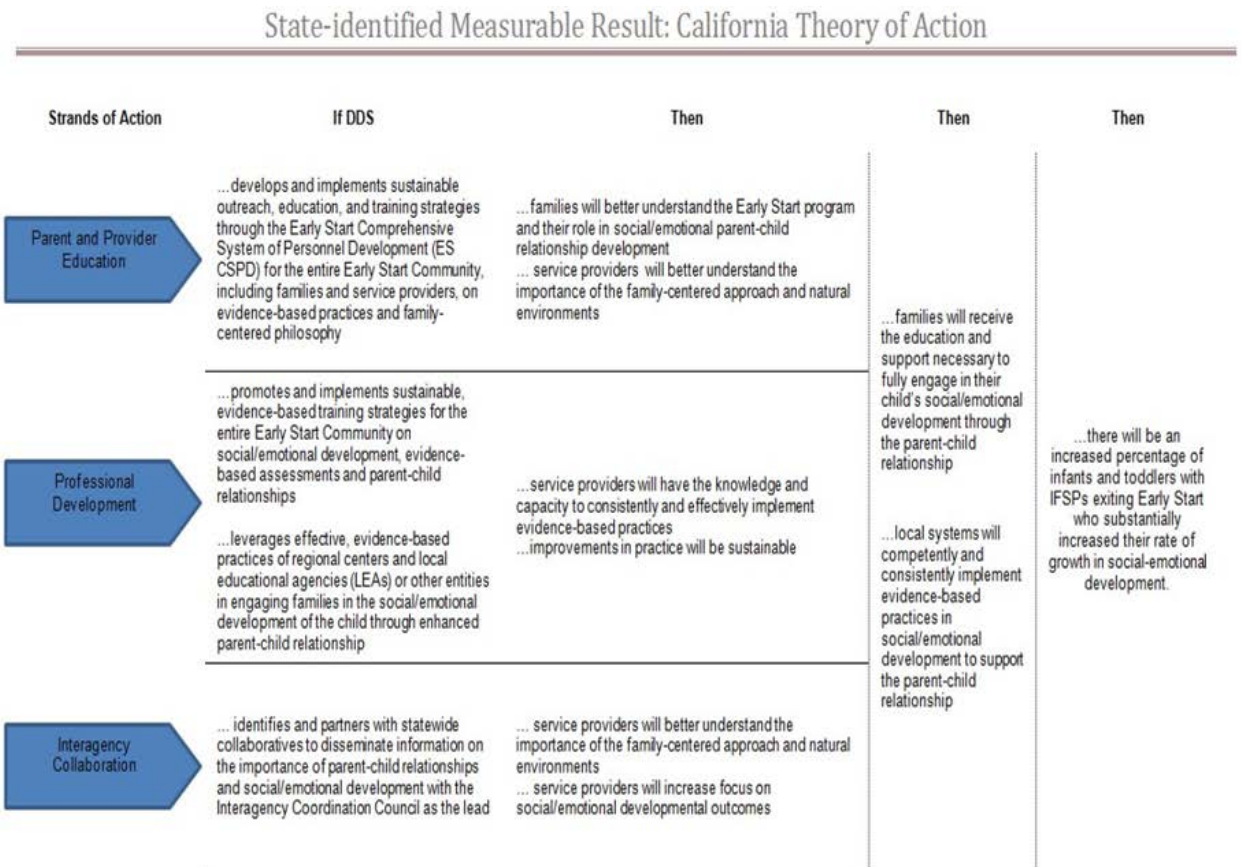 State-identified Measurable Result: California Theory of Action
Strands of Action
If DDS
Then
Then
Then
Parent and Provider
Education
…develops and implements sustainable
outreach, education, and training strategies
through the Early Start Comprehensive
System of Personnel Development (ES
CSPD) for the entire Early Start Community,
including families and service providers, on
evidence-based practices and family-
centered philosophy
…families will better understand the Early Start program
and their role in social/emotional parent-child
relationship development
… service providers will better understand the
importance of the family-centered approach and natural
environments
Professional
Development
…promotes and implements sustainable,
evidence-based training strategies for the
entire Early Start Community on
social/emotional development, evidence-
based assessments and parent-child
relationships
…leverages effective, evidence-based
practices of regional centers and local
educational agencies (LEAs) or other entities
in engaging families in the social/emotional
development of the child through enhanced
parent-child relationship
…service providers will have the knowledge and
capacity to consistently and effectively implement
evidence-based practices
…improvements in practice will be sustainable
Interagency
Collaboration
… identifies and partners with statewide
collaboratives to disseminate information on
the importance of parent-child relationships
and social/emotional development with the
Interagency Coordination Council as the lead
… service providers will better understand the
importance of the family-centered approach and natural
environments
… service providers will increase focus on
social/emotional developmental outcomes
…families will receive
the education and
support necessary to
fully engage in their
child's social/emotional
development through
the parent-child
relationship
…local systems will
competently and
consistently implement
evidence-based
practices in
social/emotional
development to support
the parent-child
relationship
…there will be an
increased percentage of
infants and toddlers with
IFSPs exiting Early Start
who substantially
increased their rate of
growth in social-emotional
development.